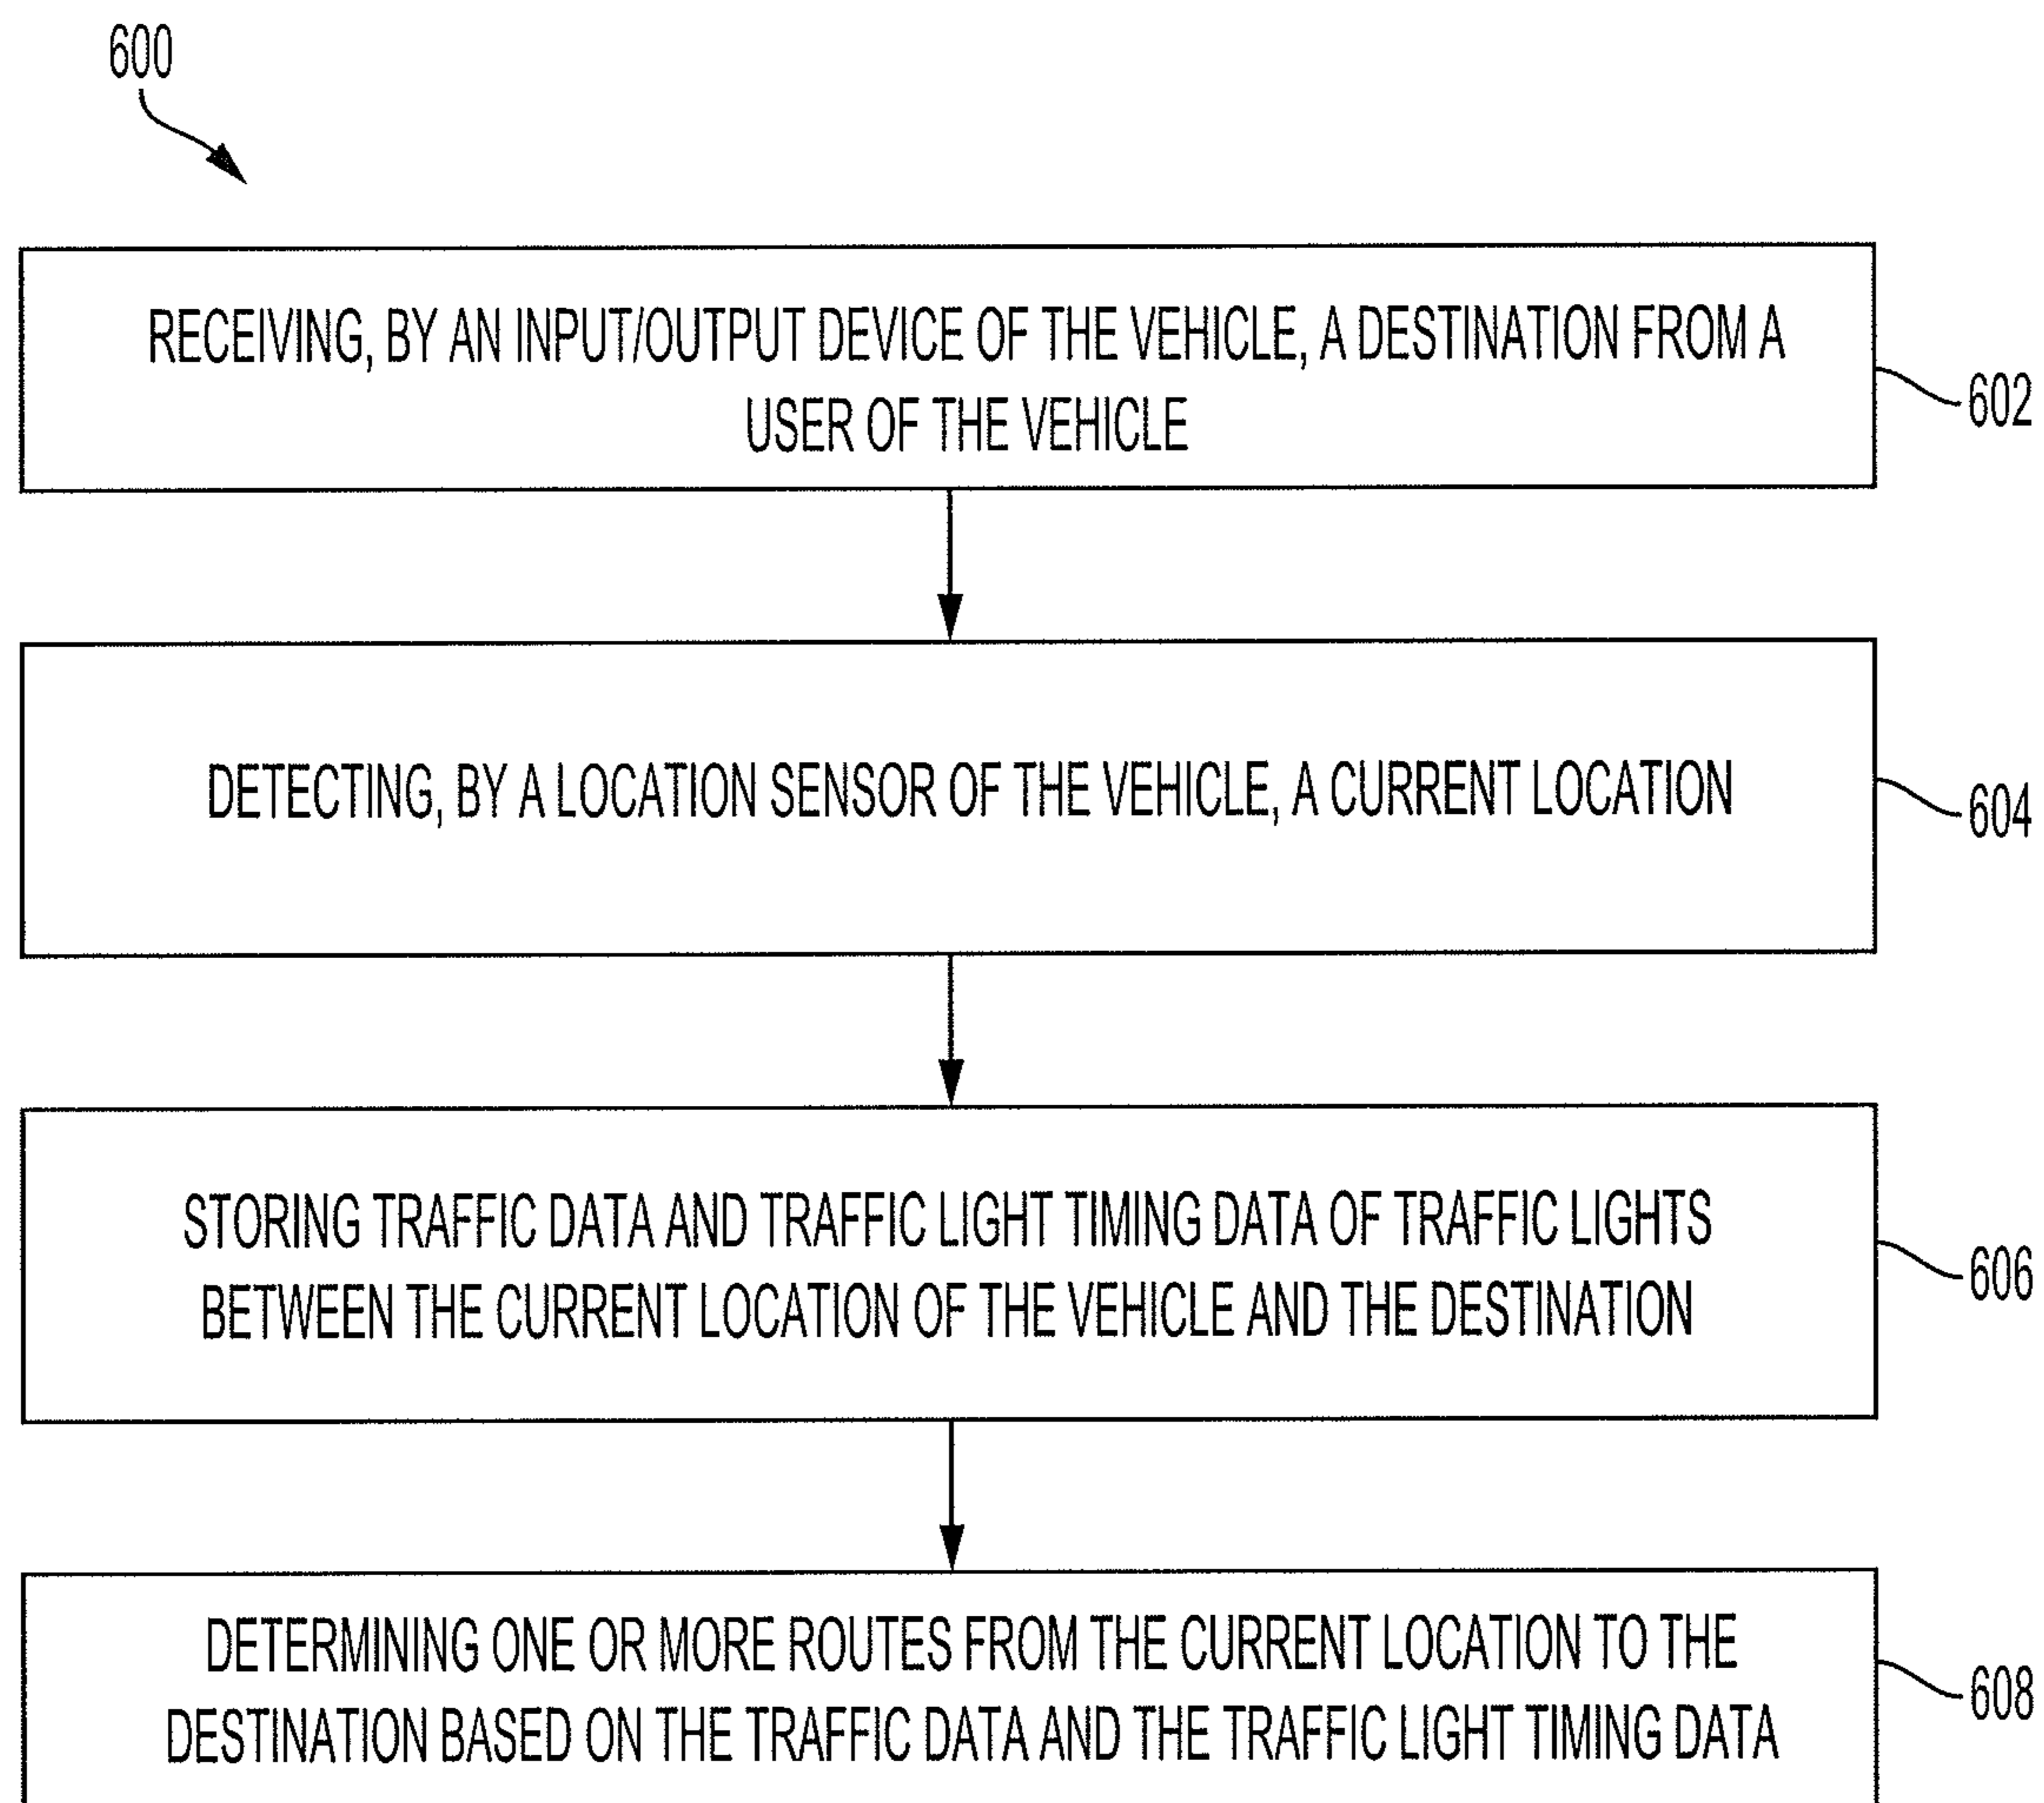 600
RECEIVING, BY AN INPUT/OUTPUT DEVICE OF THE VEHICLE, A DESTINATION FROM A
USER OF THE VEHICLE
602
DETECTING, BY A LOCATION SENSOR OF THE VEHICLE, A CURRENT LOCATION
604
STORING TRAFFIC DATA AND TRAFFIC LIGHT TIMING DATA OF TRAFFIC LIGHTS
BETWEEN THE CURRENT LOCATION OF THE VEHICLE AND THE DESTINATION
606
DETERMINING ONE OR MORE ROUTES FROM THE CURRENT LOCATION TO THE
DESTINATION BASED ON THE TRAFFIC DATA AND THE TRAFFIC LIGHT TIMING DATA
608